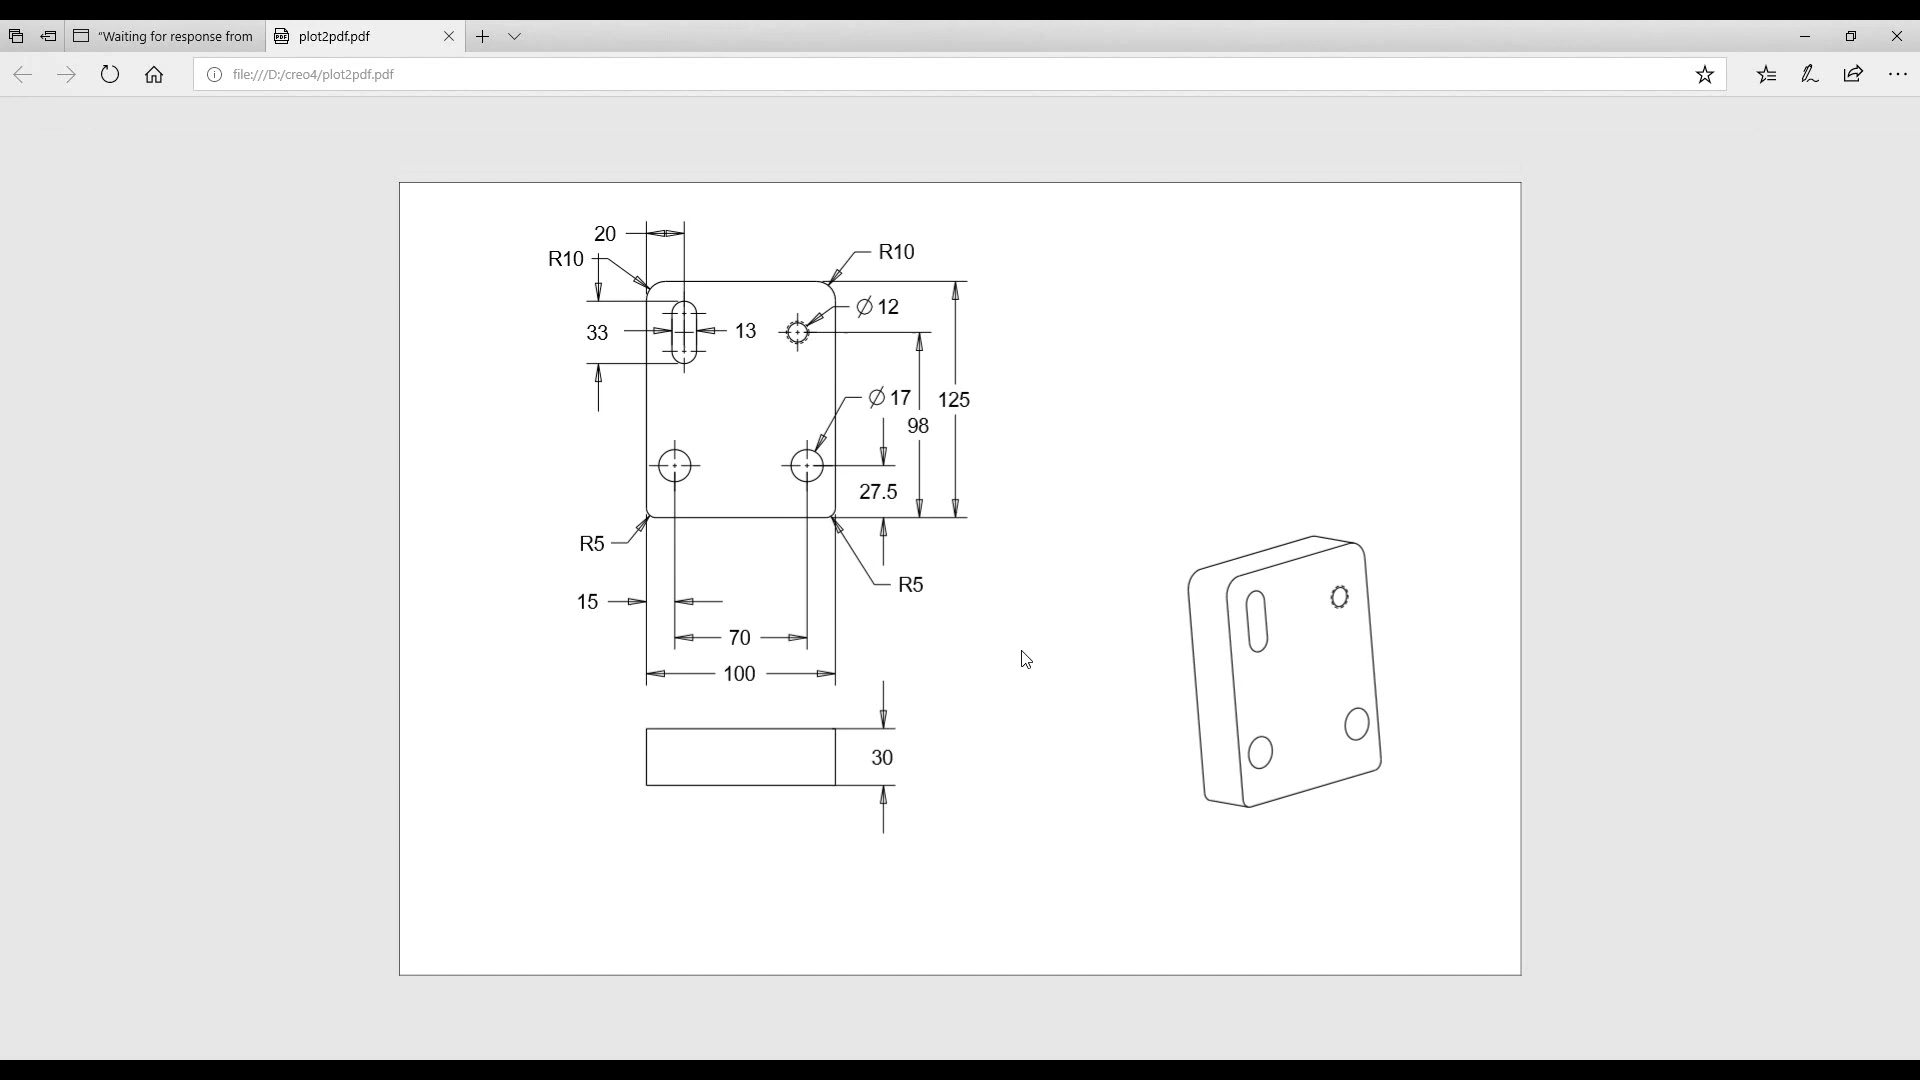 "Waiting for response from
plot2pdf.pdf
file:///D:/creo4/plot2pdf.pdf
20
R10
R10
∅12
33
13
∅17
125
98
27.5
R5
R5
15
70
100
30